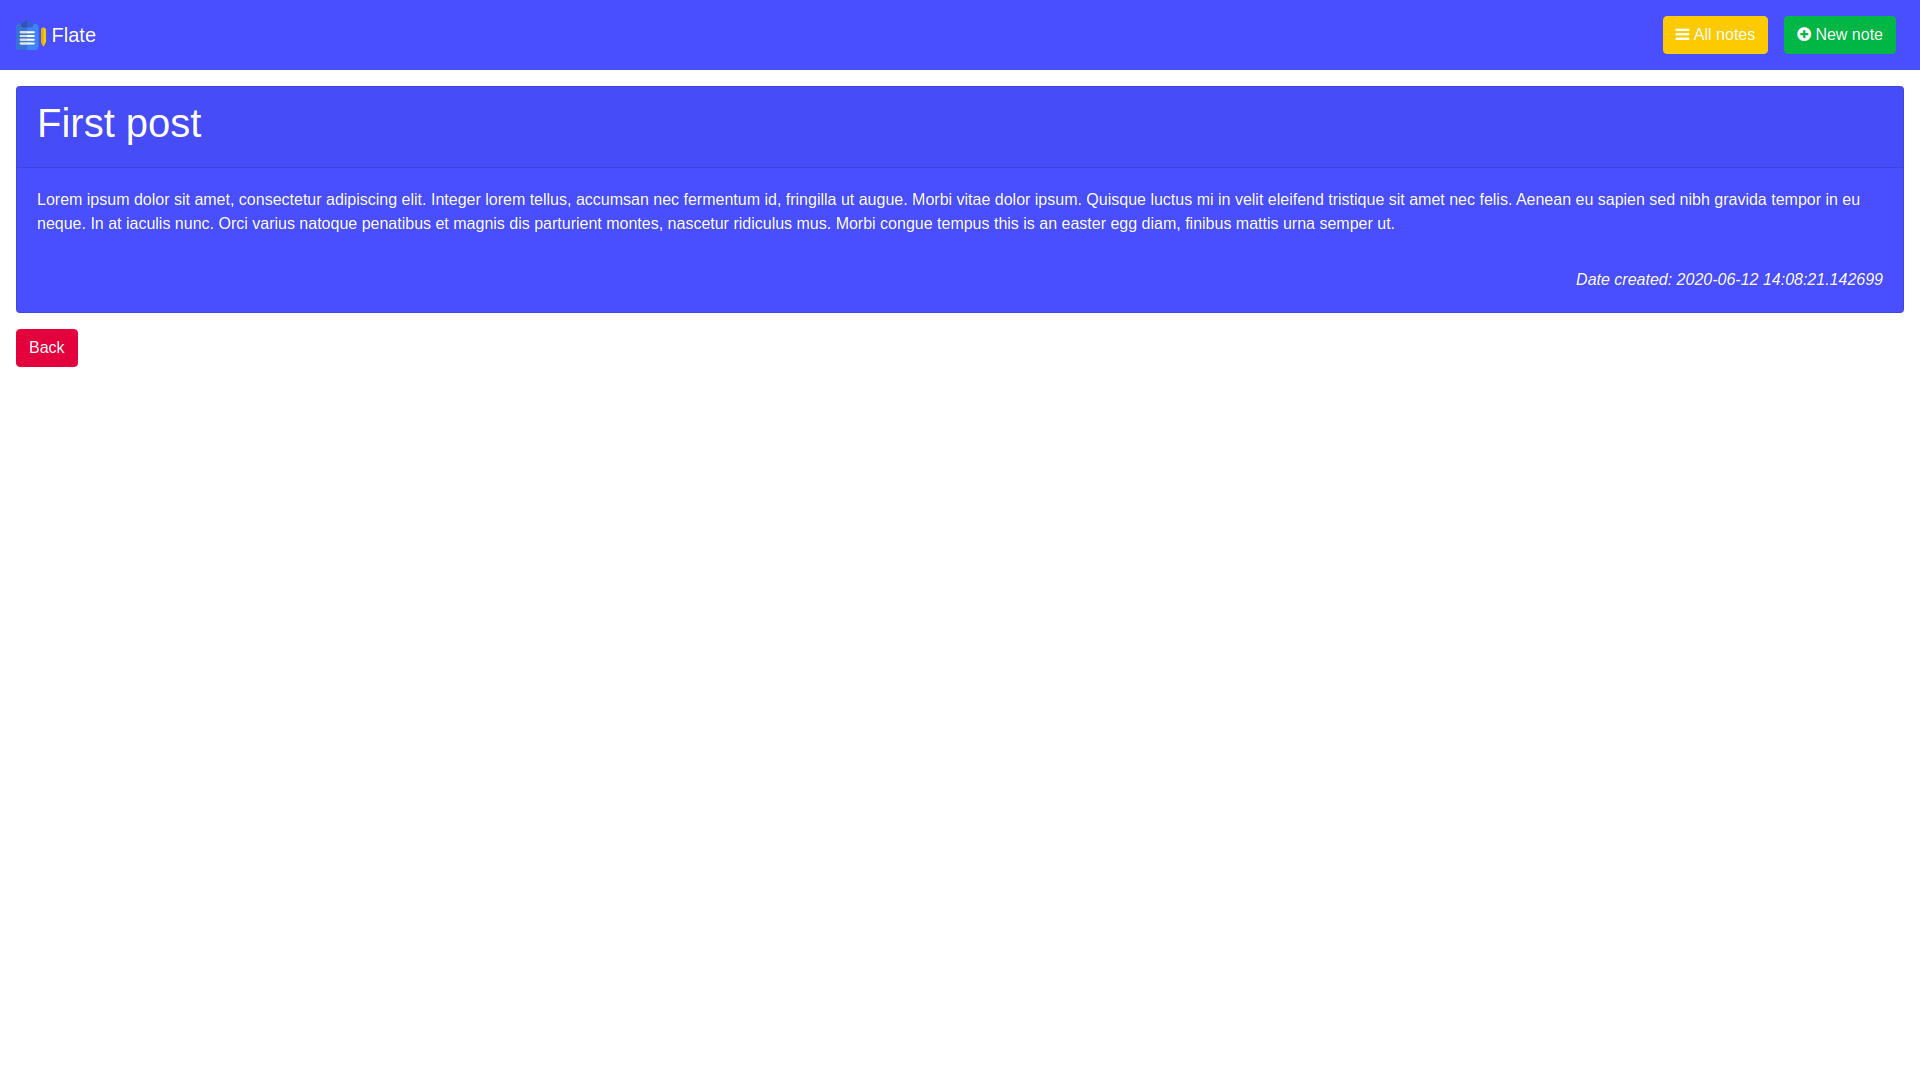 Flate
All notes
New note
First post
Lorem ipsum dolor sit amet, consectetur adipiscing elit. Integer lorem tellus, accumsan nec fermentum id, fringilla ut augue. Morbi vitae dolor ipsum. Quisque luctus mi in velit eleifend tristique sit amet nec felis. Aenean eu sapien sed nibh gravida tempor in eu
neque. In at iaculis nunc. Orci varius natoque penatibus et magnis dis parturient montes, nascetur ridiculus mus. Morbi congue tempus this is an easter egg diam, finibus mattis urna semper ut.
Date created: 2020-06-12 14:08:21.142699
Back